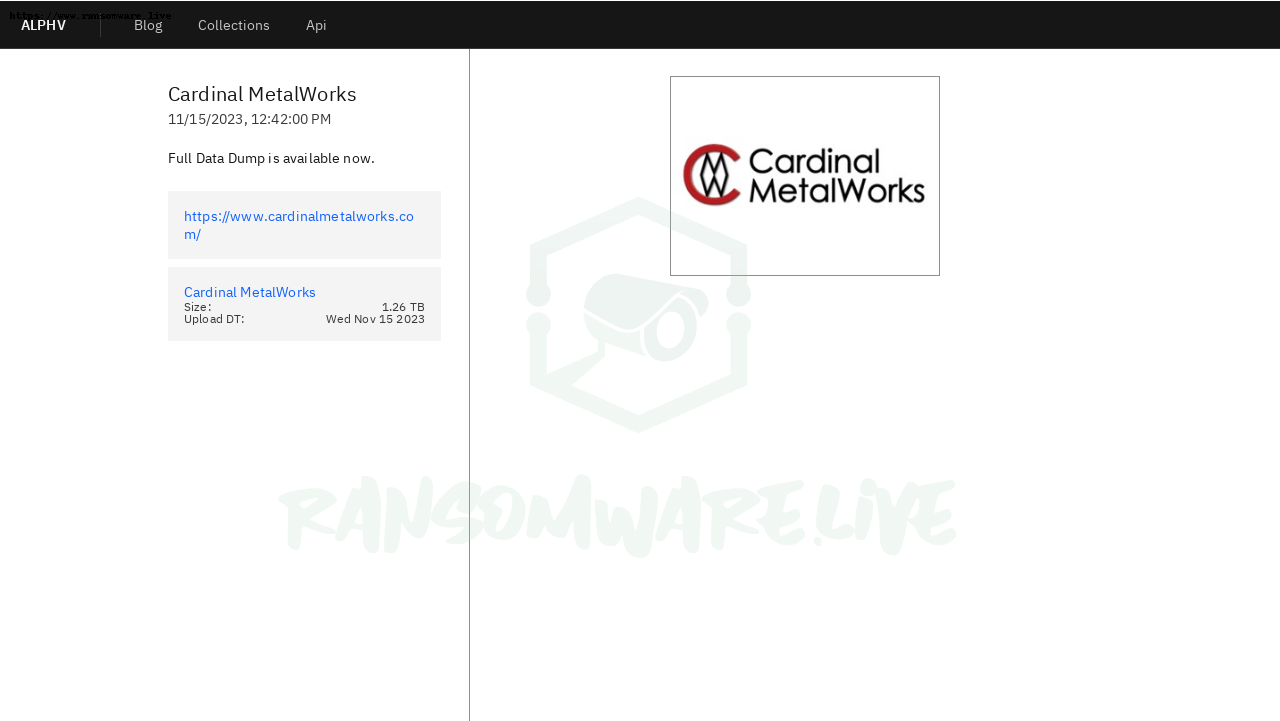 https://www.ransomware.live
ALPHV
Blog
Collections
Api
Cardinal MetalWorks
11/15/2023, 12:42:00 PM
Full Data Dump is available now.
https://www.cardinalmetalworks.co
m/
Cardinal MetalWorks
Size: 1.26 TB
Upload DT: Wed Nov 15 2023
Cardinal
MetalWorks
RANSOMWARE.LIVE